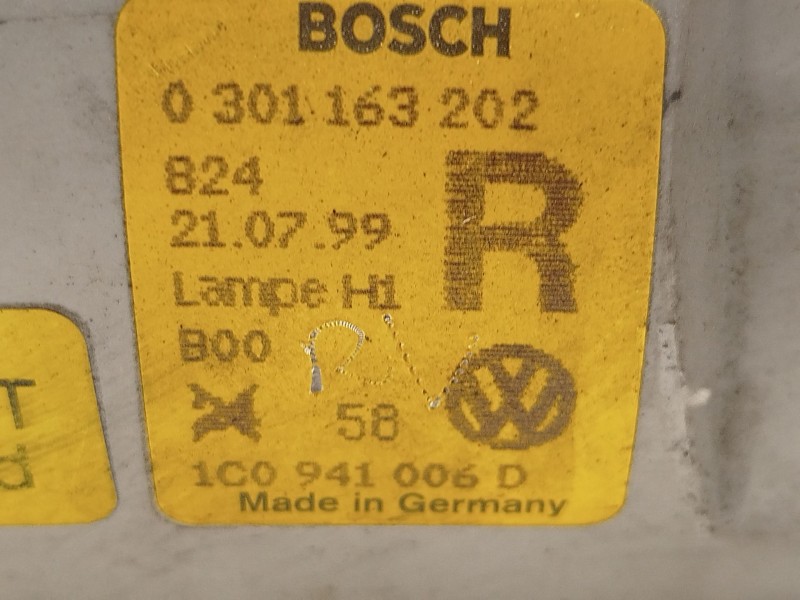 BOSCH
0 301 163 202
824
R
21.07.99
Lampe H1
B00
58
1C0 941 006 D
Made in Germany
T
d